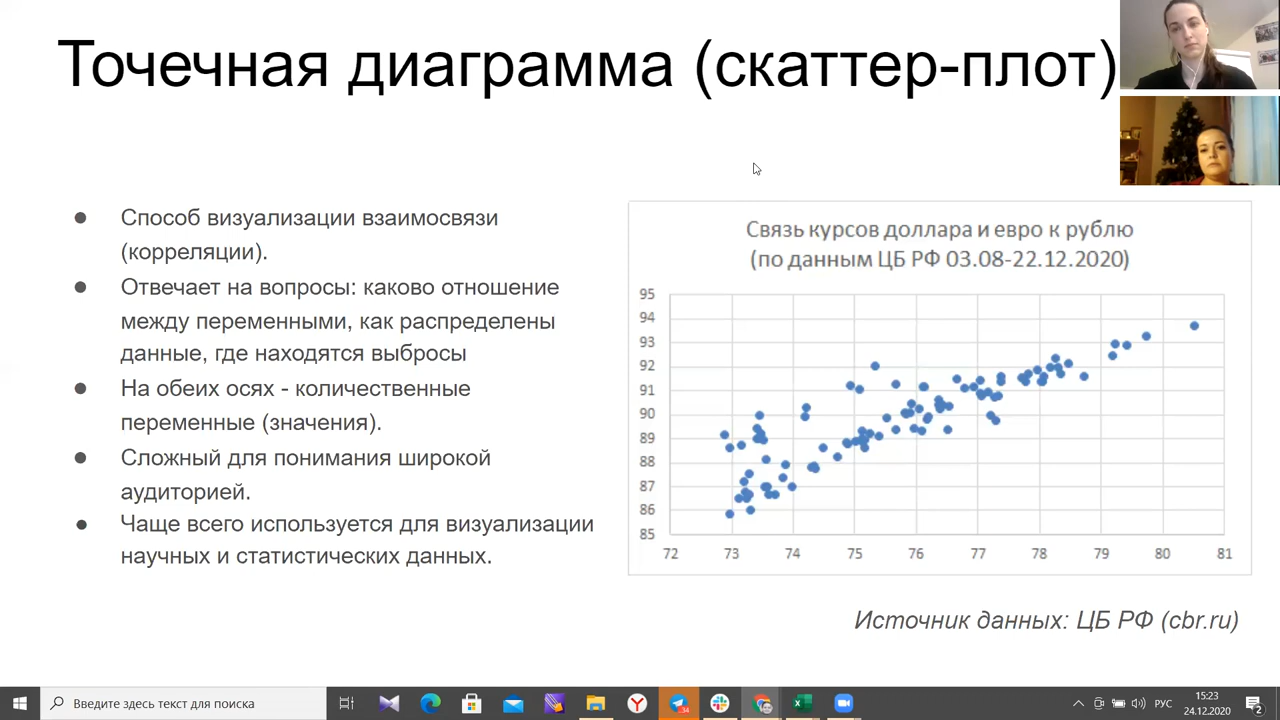 Точечная диаграмма (скаттер-плот)
● Способ визуализации взаимосвязи
(корреляции).
● Отвечает на вопросы: каково отношение
между переменными, как распределены
данные, где находятся выбросы
● На обеих осях - количественные
переменные (значения).
● Сложный для понимания широкой
аудиторией.
● Чаще всего используется для визуализации
научных и статистических данных.
Связь курсов доллара и евро к рублю
(по данным ЦБ РФ 03.08-22.12.2020)
95
94
93
92
91
90
89
88
87
86
85
72 73 74 75 76 77 78 79 80 81
Источник данных: ЦБ РФ (cbr.ru)
Введите здесь текст для поиска
34
РУС
15:23
24.12.2020
2